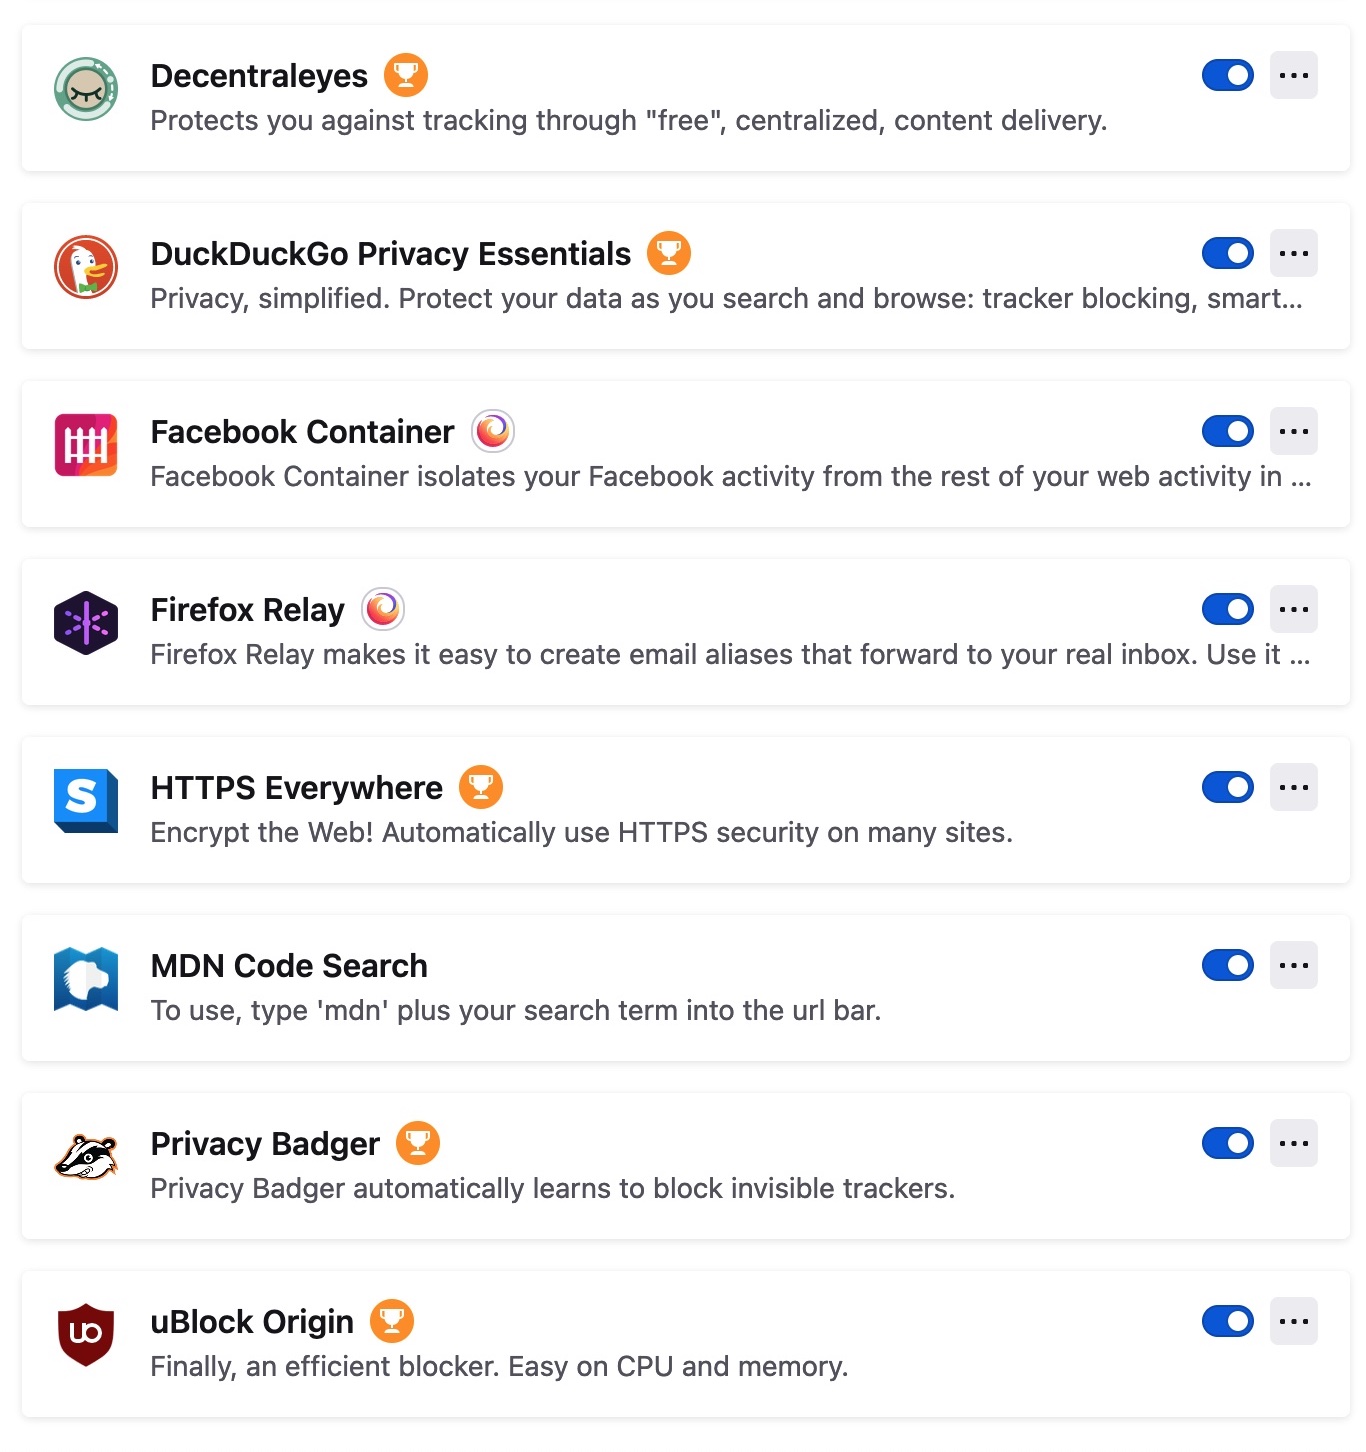 Decentraleyes
Protects you against tracking through "free", centralized, content delivery.
DuckDuckGo Privacy Essentials
Privacy, simplified. Protect your data as you search and browse: tracker blocking, smart...
Facebook Container
Facebook Container isolates your Facebook activity from the rest of your web activity in ...
Firefox Relay
Firefox Relay makes it easy to create email aliases that forward to your real inbox. Use it ...
S
HTTPS Everywhere
Encrypt the Web! Automatically use HTTPS security on many sites.
MDN Code Search
To use, type 'mdn' plus your search term into the url bar.
Privacy Badger
Privacy Badger automatically learns to block invisible trackers.
uo
uBlock Origin
Finally, an efficient blocker. Easy on CPU and memory.